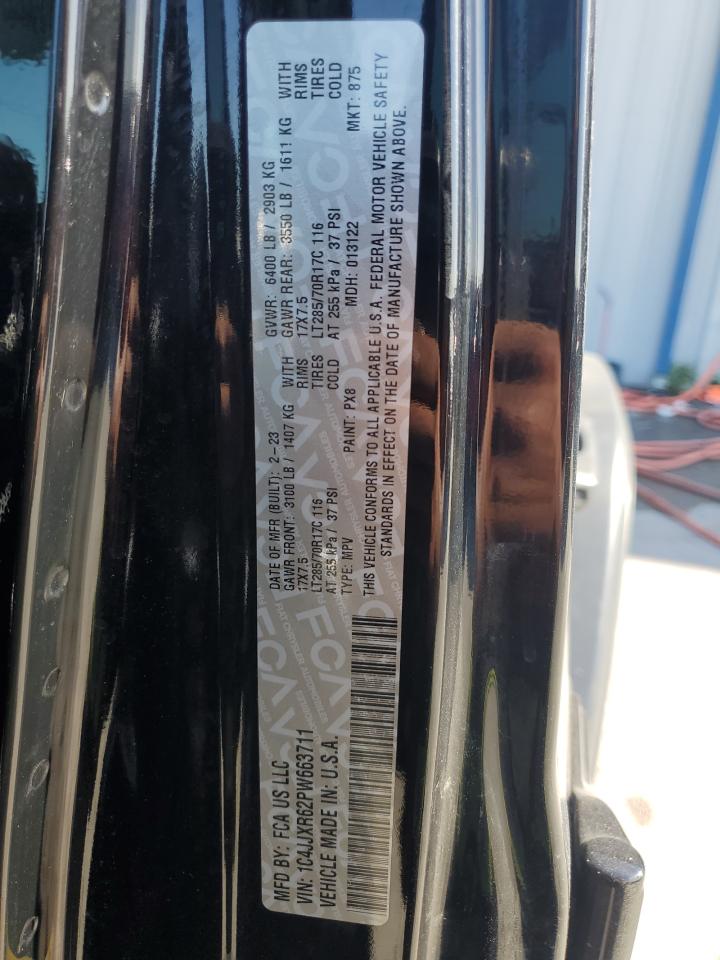 MFD BY: FCA US LLC
DATE OF MFR (BUILT): 2-23
GVWR: 6400 LB / 2903 KG
VIN: 1C4JJXR62PW663711
GAWR FRONT: 3100 LB / 1407 KG WITH
GAWR REAR: 3550 LB / 1611 KG WITH
17X7.5 RIMS
17X7.5 RIMS
VEHICLE MADE IN: U.S.A.
LT285/70R17C 116 TIRES
LT285/70R17C 116 TIRES
AT 255 kPa / 37 PSI COLD
AT 255 kPa / 37 PSI COLD
TYPE: MPV PAINT: PX8 MDH: 013122 MKT: 875
THIS VEHICLE CONFORMS TO ALL APPLICABLE U.S.A. FEDERAL MOTOR VEHICLE SAFETY
STANDARDS IN EFFECT ON THE DATE OF MANUFACTURE SHOWN ABOVE.